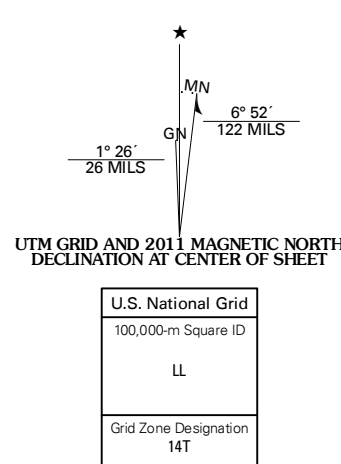 ★
MN
6° 52´
122 MILS
GN
1° 26´
26 MILS
UTM GRID AND 2011 MAGNETIC NORTH
DECLINATION AT CENTER OF SHEET
U.S. National Grid
100,000-m Square ID
LL
Grid Zone Designation
14T